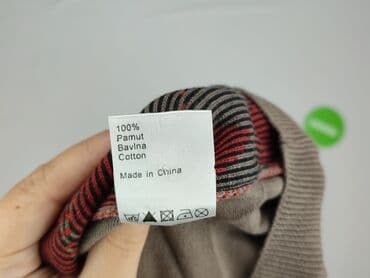 100%
Pamut
Bavlna
Cotton
Made in China